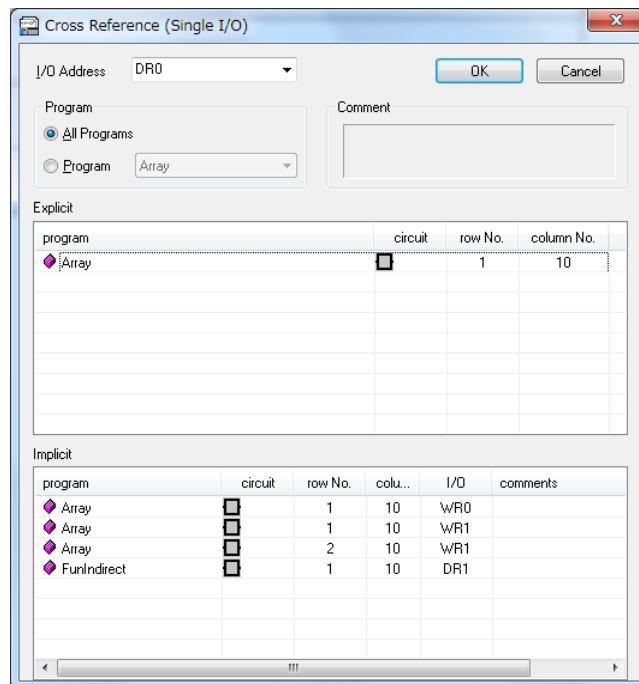 Cross Reference (Single I/O)
I/O Address DR0 OK Cancel
Program Comment
All Programs
Program Array
Explicit
program circuit row No. column No.
Array 1 10
Implicit
program circuit row No. colu... I/O comments
Array 1 10 WR0
Array 1 10 WR1
Array 2 10 WR1
FunIndirect 1 10 DR1